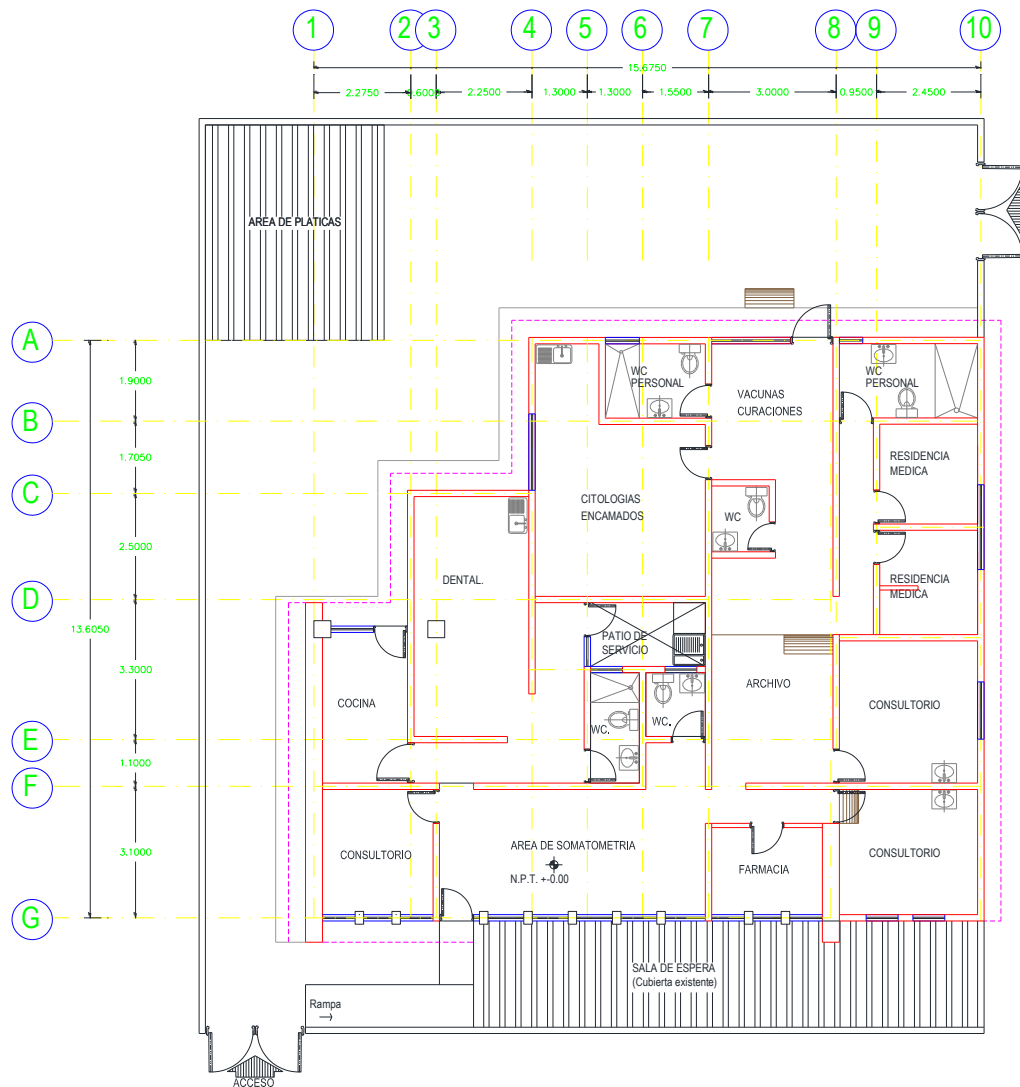 1 2 3 4 5 6 7 8 9 10
15.6750
2.2750 .6000 2.2500 1.3000 1.3000 1.5500 3.0000 0.9500 2.4500
AREA DE PLATICAS
A
1.9000
WC
PERSONAL
VACUNAS
CURACIONES
WC
PERSONAL
B
1.7050
RESIDENCIA
MEDICA
C
CITOLOGIAS
ENCAMADOS
WC
2.5000
DENTAL.
RESIDENCIA
MEDICA
D
13.6050
3.3000
PATIO DE
SERVICIO
COCINA
ARCHIVO
CONSULTORIO
WC.
WC.
E
1.1000
F
3.1000
CONSULTORIO
AREA DE SOMATOMETRIA
N.P.T. +-0.00
FARMACIA
CONSULTORIO
G
SALA DE ESPERA
(Cubierta existente)
Rampa
ACCESO